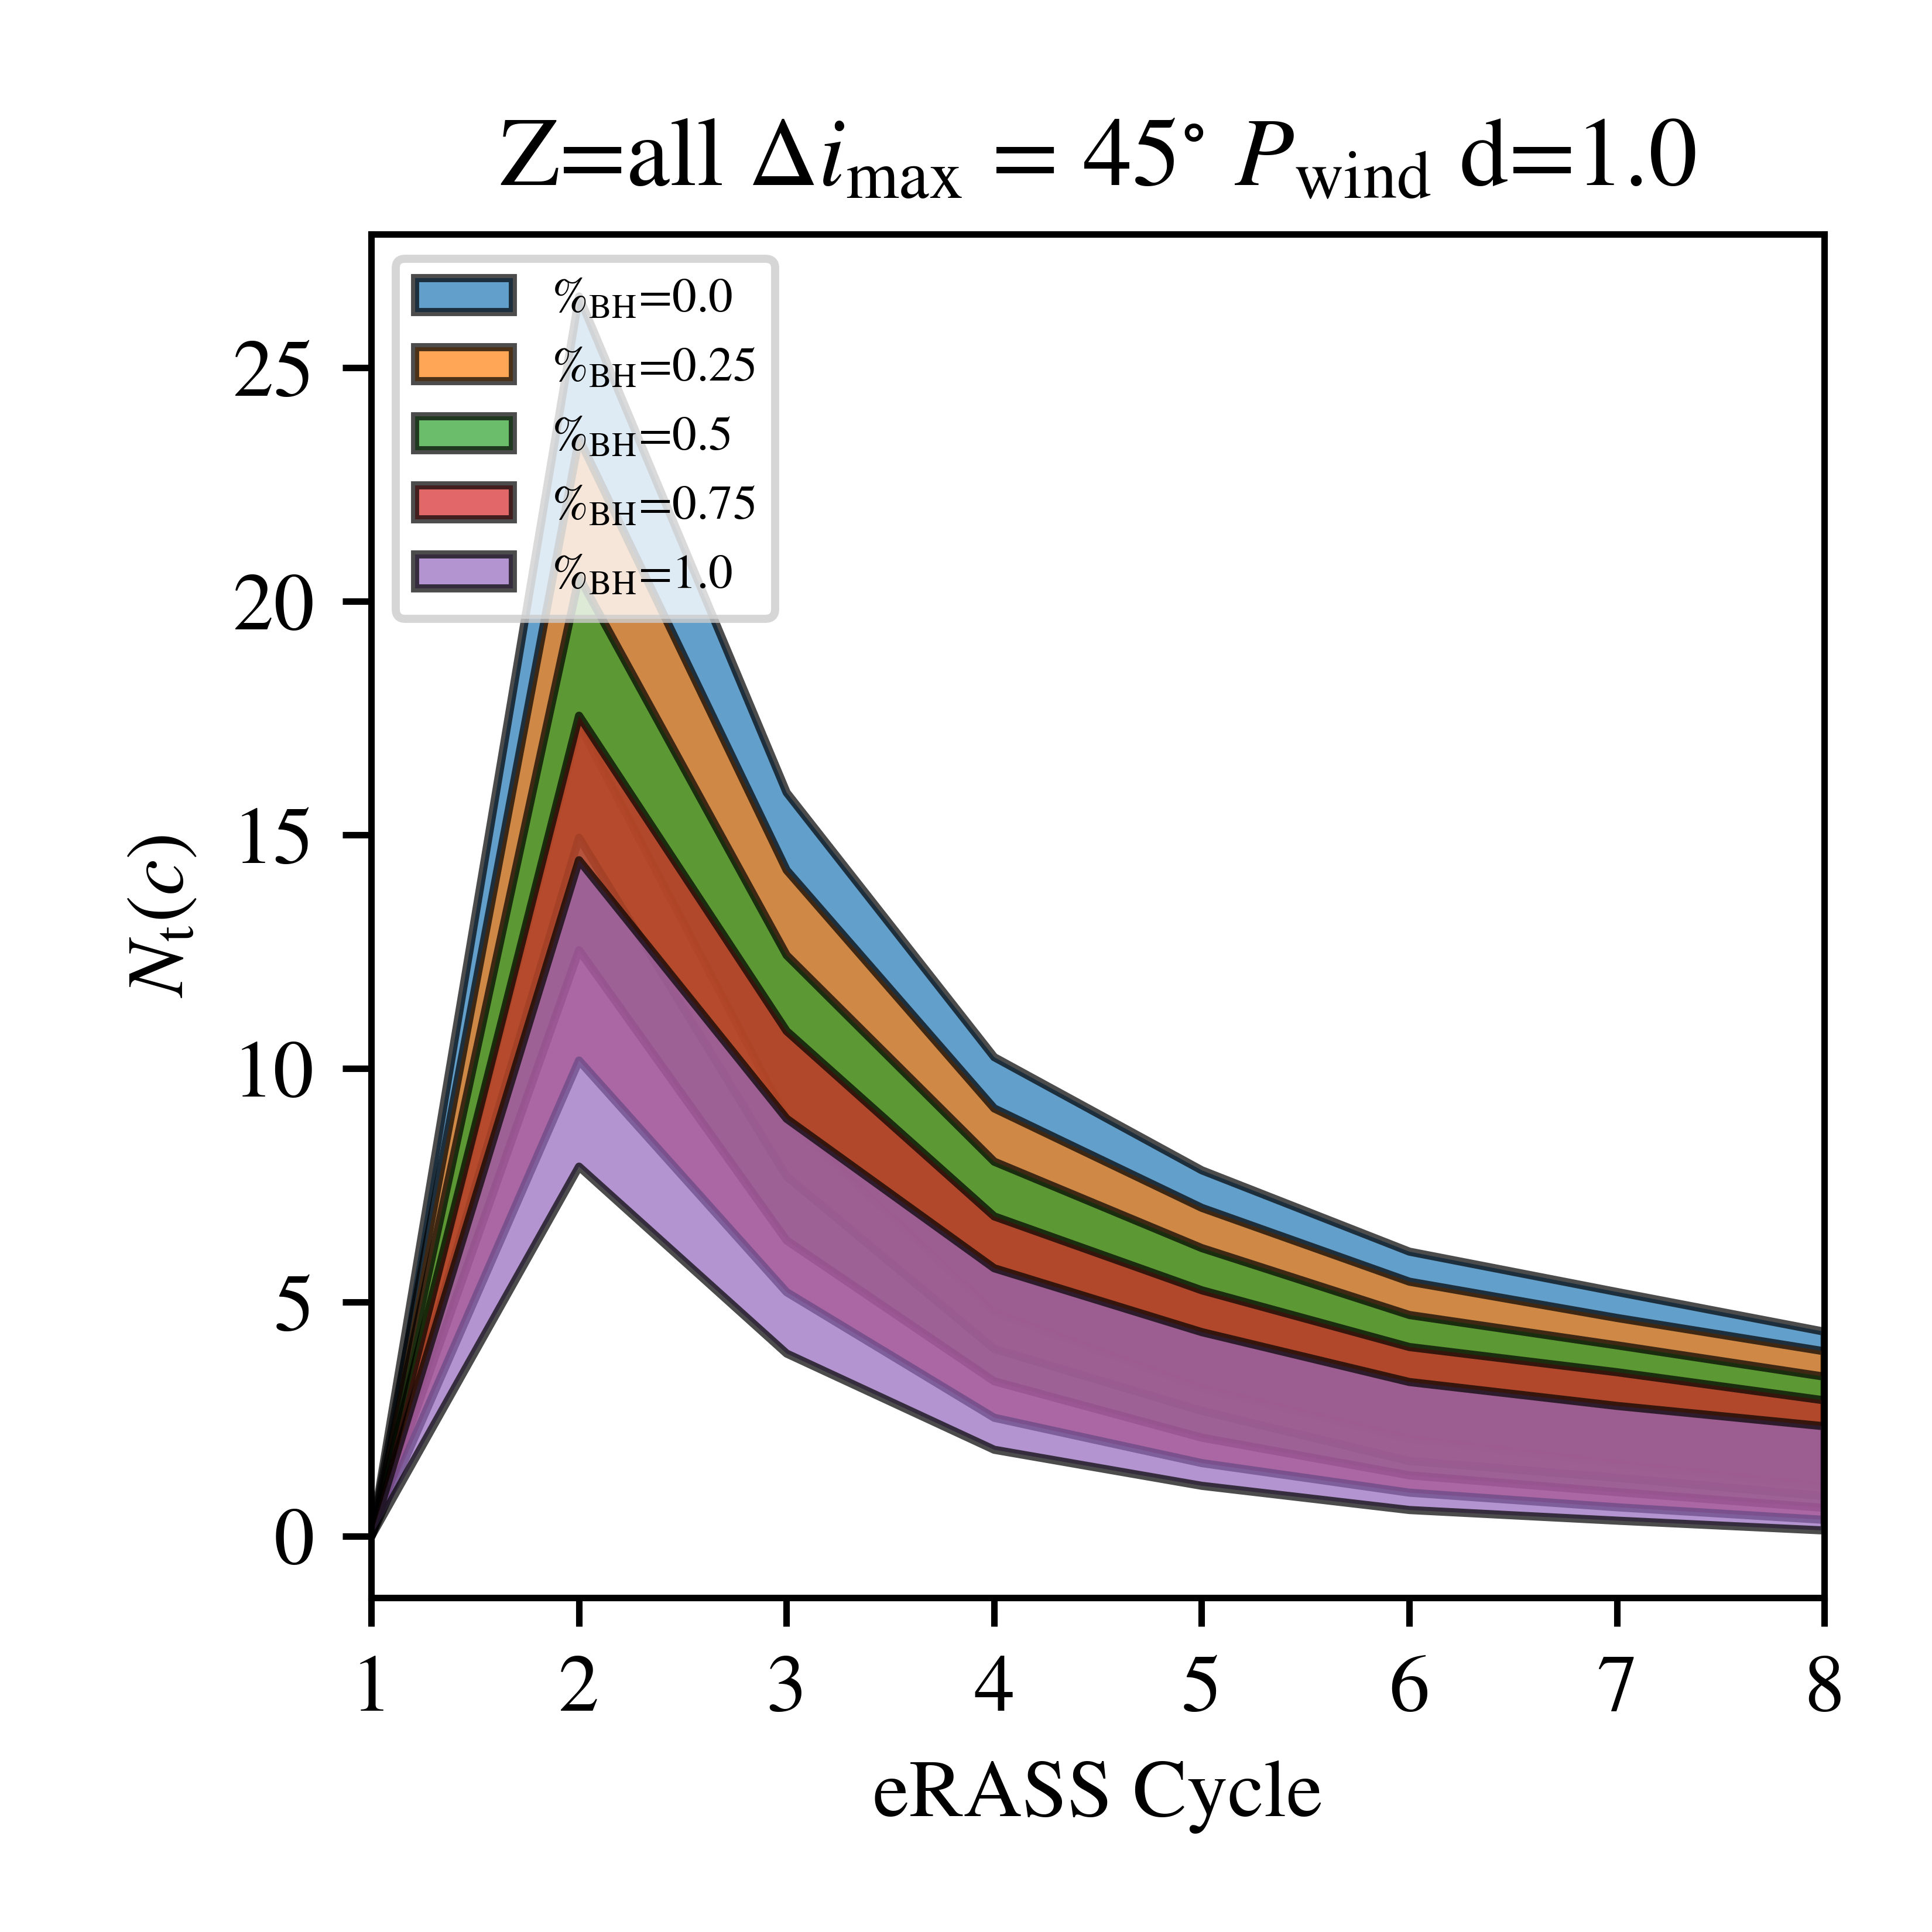 Z=all Δi_max = 45° P_wind d=1.0
%_BH=0.0
%_BH=0.25
%_BH=0.5
%_BH=0.75
%_BH=1.0
25
20
15
10
5
0
N_t(c)
1 2 3 4 5 6 7 8
eRASS Cycle